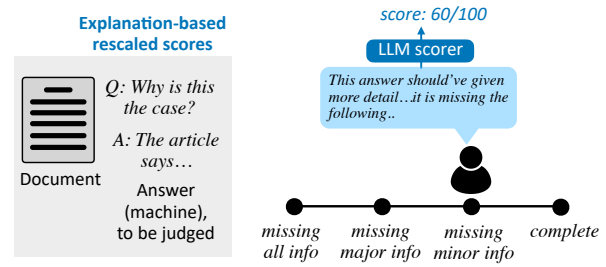 Explanation-based
rescaled scores
Document
Q: Why is this
the case?
A: The article
says…
Answer
(machine),
to be judged
score: 60/100
LLM scorer
This answer should've given
more detail…it is missing the
following..
missing
all info
missing
major info
missing
minor info
complete